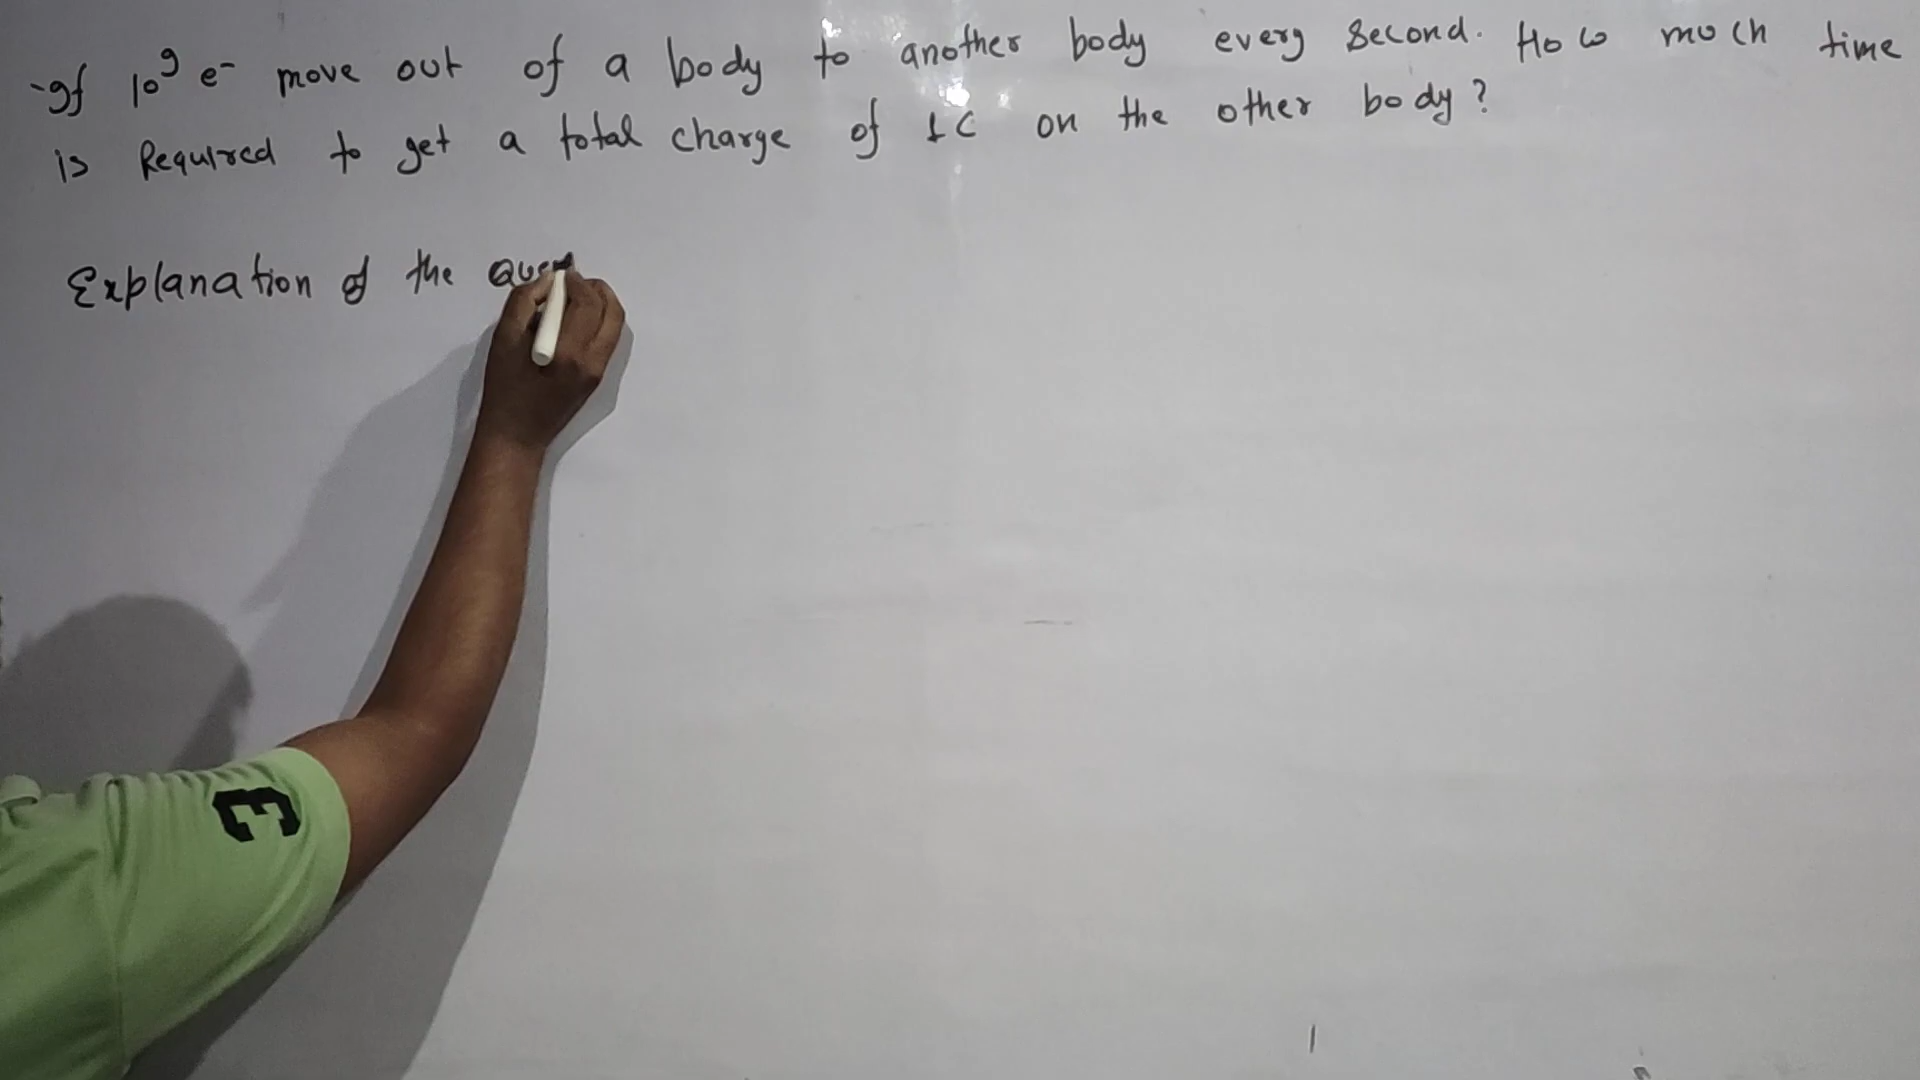 If 10⁹ e⁻ move out of a body to another body every second. How much time
is Required to get a total charge of 1C on the other body?
Explanation of the Ques
E